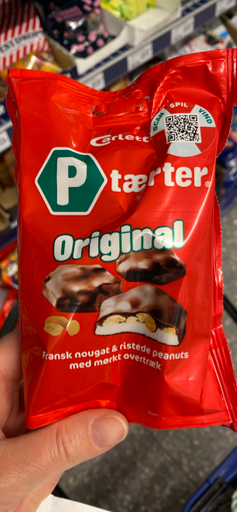 Carletti
SCAN SPIL VIND
P-tærter®
Original
Fransk nougat & ristede peanuts
med mørkt overtræk